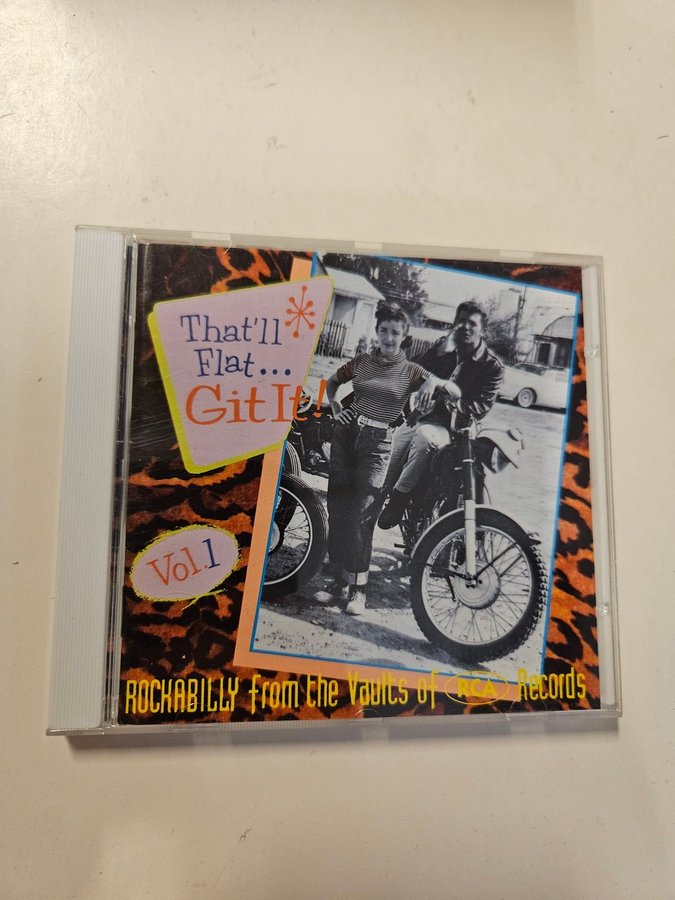 That'll
Flat...
Git It!
Vol.1
ROCKABILLY from the Vaults of RCA Records